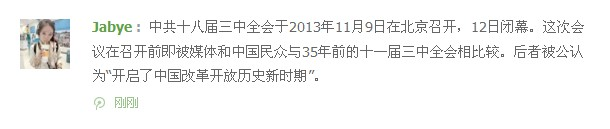 Jabye：中共十八届三中全会于2013年11月9日在北京召开，12日闭幕。这次会
议在召开前即被媒体和中国民众与35年前的十一届三中全会相比较。后者被公认
为“开启了中国改革开放历史新时期”。
刚刚